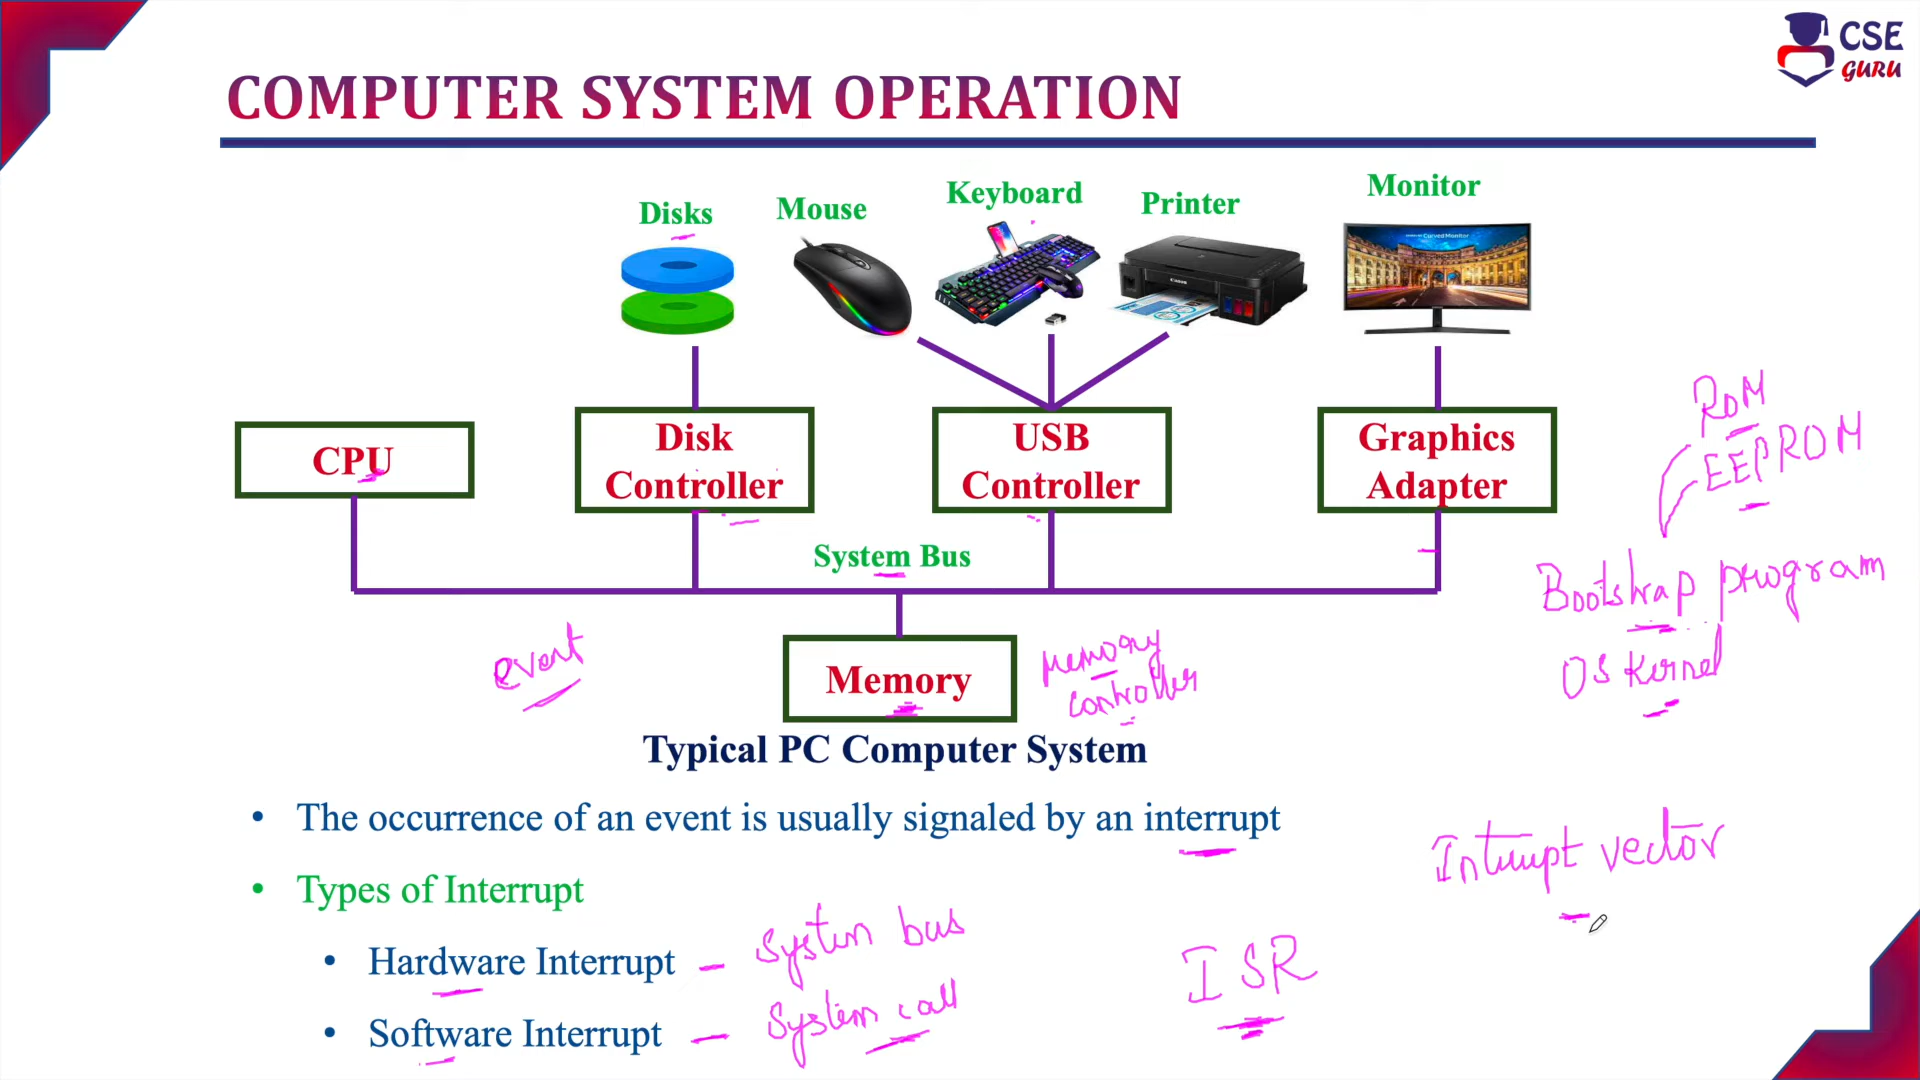 CSE
GURU
COMPUTER SYSTEM OPERATION
Disks
Mouse
Keyboard
Printer
Monitor
Curved Monitor
CPU
Disk
Controller
USB
Controller
Graphics
Adapter
ROM
EEPROM
System Bus
Bootstrap program
OS Kernel
event
Memory
Memory
controller
Typical PC Computer System
• The occurrence of an event is usually signaled by an interrupt
Intrupt vector
• Types of Interrupt
• Hardware Interrupt – System bus
ISR
• Software Interrupt – System call